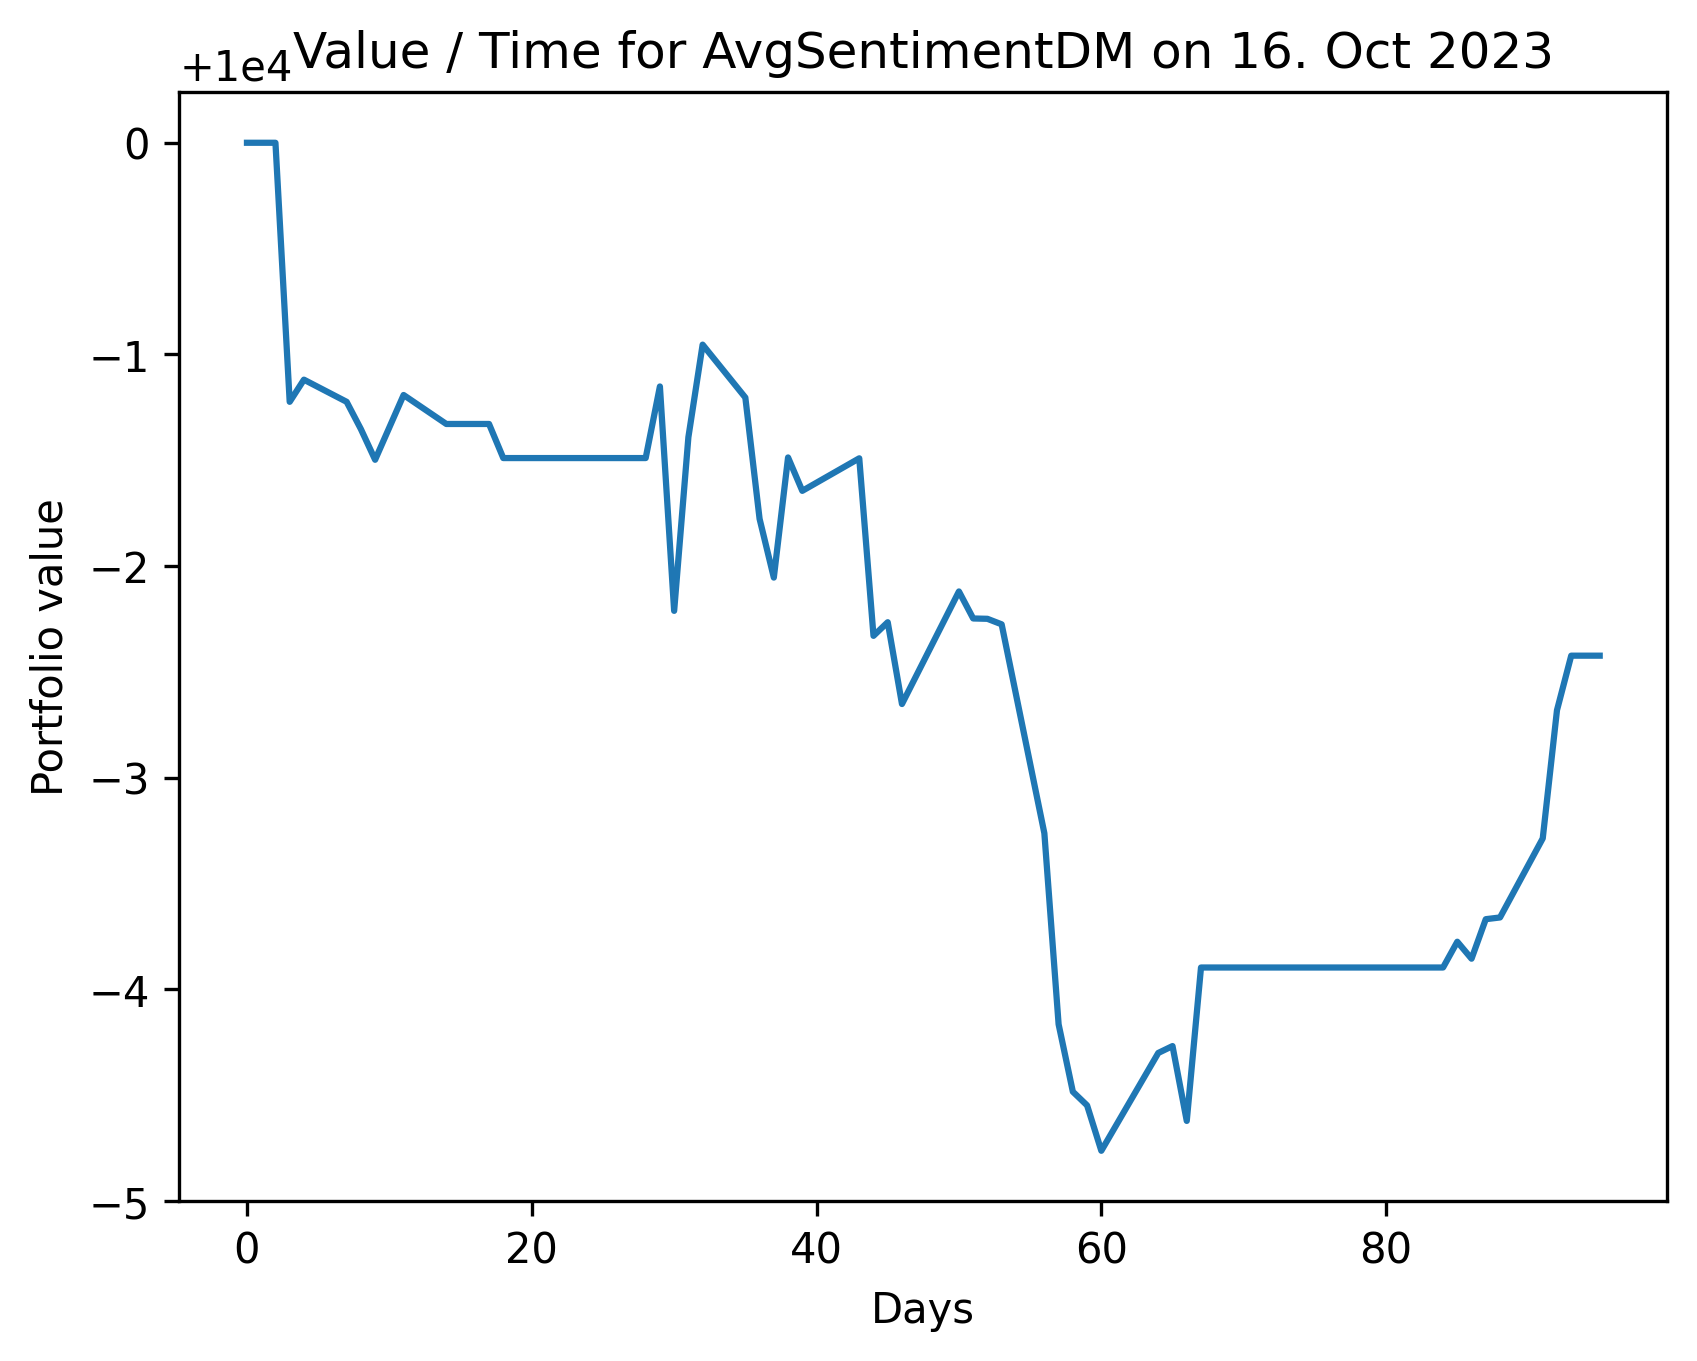 Value / Time for AvgSentimentDM on 16. Oct 2023
+1e4
0
−1
−2
−3
−4
−5
Portfolio value
0 20 40 60 80
Days